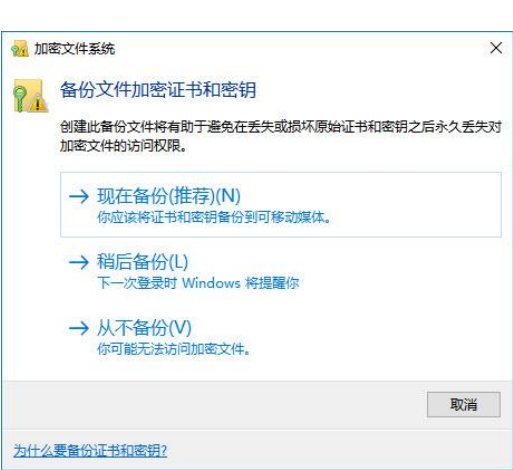 加密文件系统
备份文件加密证书和密钥
创建此备份文件将有助于避免在丢失或损坏原始证书和密钥之后永久丢失对
加密文件的访问权限。
→ 现在备份(推荐)(N)
你应该将证书和密钥备份到可移动媒体。
→ 稍后备份(L)
下一次登录时 Windows 将提醒你
→ 从不备份(V)
你可能无法访问加密文件。
取消
为什么要备份证书和密钥?